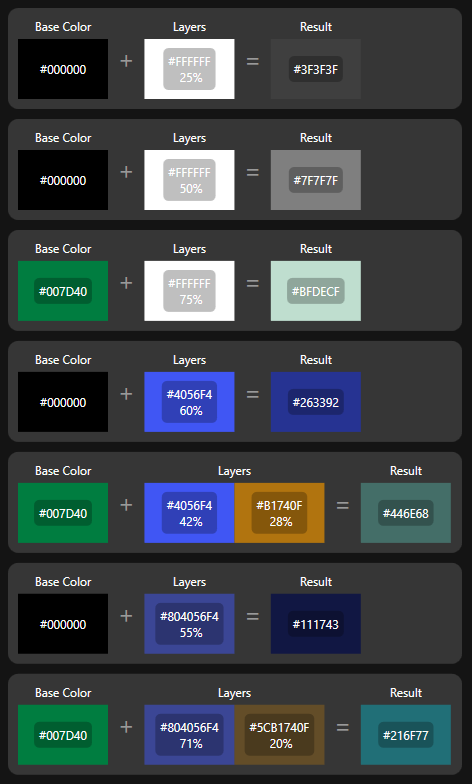 Base Color Layers Result
#000000 + #FFFFFF 25% = #3F3F3F
Base Color Layers Result
#000000 + #FFFFFF 50% = #7F7F7F
Base Color Layers Result
#007D40 + #FFFFFF 75% = #BFDECF
Base Color Layers Result
#000000 + #4056F4 60% = #263392
Base Color Layers Result
#007D40 + #4056F4 42% #B1740F 28% = #446E68
Base Color Layers Result
#000000 + #804056F4 55% = #111743
Base Color Layers Result
#007D40 + #804056F4 71% #5CB1740F 20% = #216F77